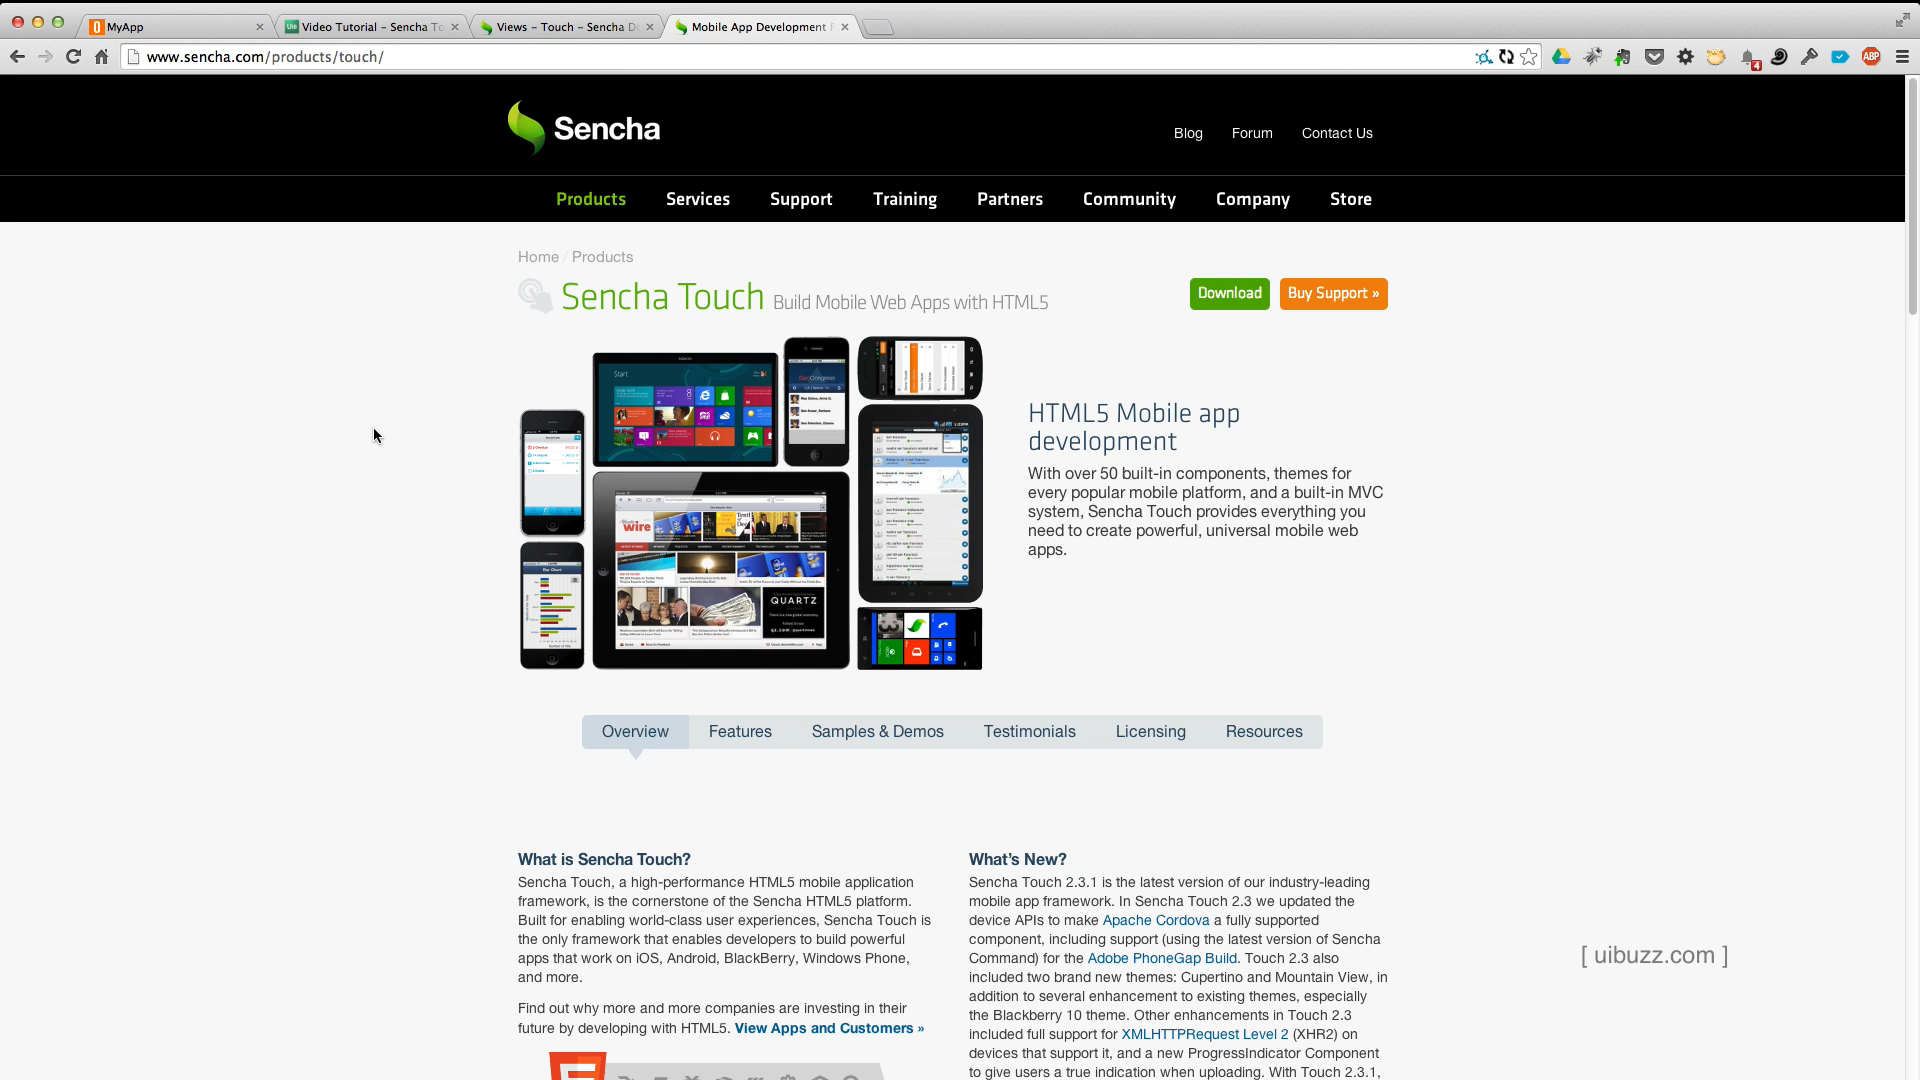 MyApp
Video Tutorial - Sencha To
Views - Touch - Sencha Do
Mobile App Development F
www.sencha.com/products/touch/
4
ABP
Sencha
Blog
Forum
Contact Us
Products
Services
Support
Training
Partners
Community
Company
Store
Home / Products
Sencha Touch Build Mobile Web Apps with HTML5
Download
Buy Support »
Start
wire
QUARTZ
Bar Chart
HTML5 Mobile app
development
With over 50 built-in components, themes for
every popular mobile platform, and a built-in MVC
system, Sencha Touch provides everything you
need to create powerful, universal mobile web
apps.
Overview
Features
Samples & Demos
Testimonials
Licensing
Resources
What is Sencha Touch?
Sencha Touch, a high-performance HTML5 mobile application
framework, is the cornerstone of the Sencha HTML5 platform.
Built for enabling world-class user experiences, Sencha Touch is
the only framework that enables developers to build powerful
apps that work on iOS, Android, BlackBerry, Windows Phone,
and more.
Find out why more and more companies are investing in their
future by developing with HTML5. View Apps and Customers »
What's New?
Sencha Touch 2.3.1 is the latest version of our industry-leading
mobile app framework. In Sencha Touch 2.3 we updated the
device APIs to make Apache Cordova a fully supported
component, including support (using the latest version of Sencha
Command) for the Adobe PhoneGap Build. Touch 2.3 also
included two brand new themes: Cupertino and Mountain View, in
addition to several enhancement to existing themes, especially
the Blackberry 10 theme. Other enhancements in Touch 2.3
included full support for XMLHTTPRequest Level 2 (XHR2) on
devices that support it, and a new ProgressIndicator Component
to give users a true indication when uploading. With Touch 2.3.1,
[ uibuzz.com ]